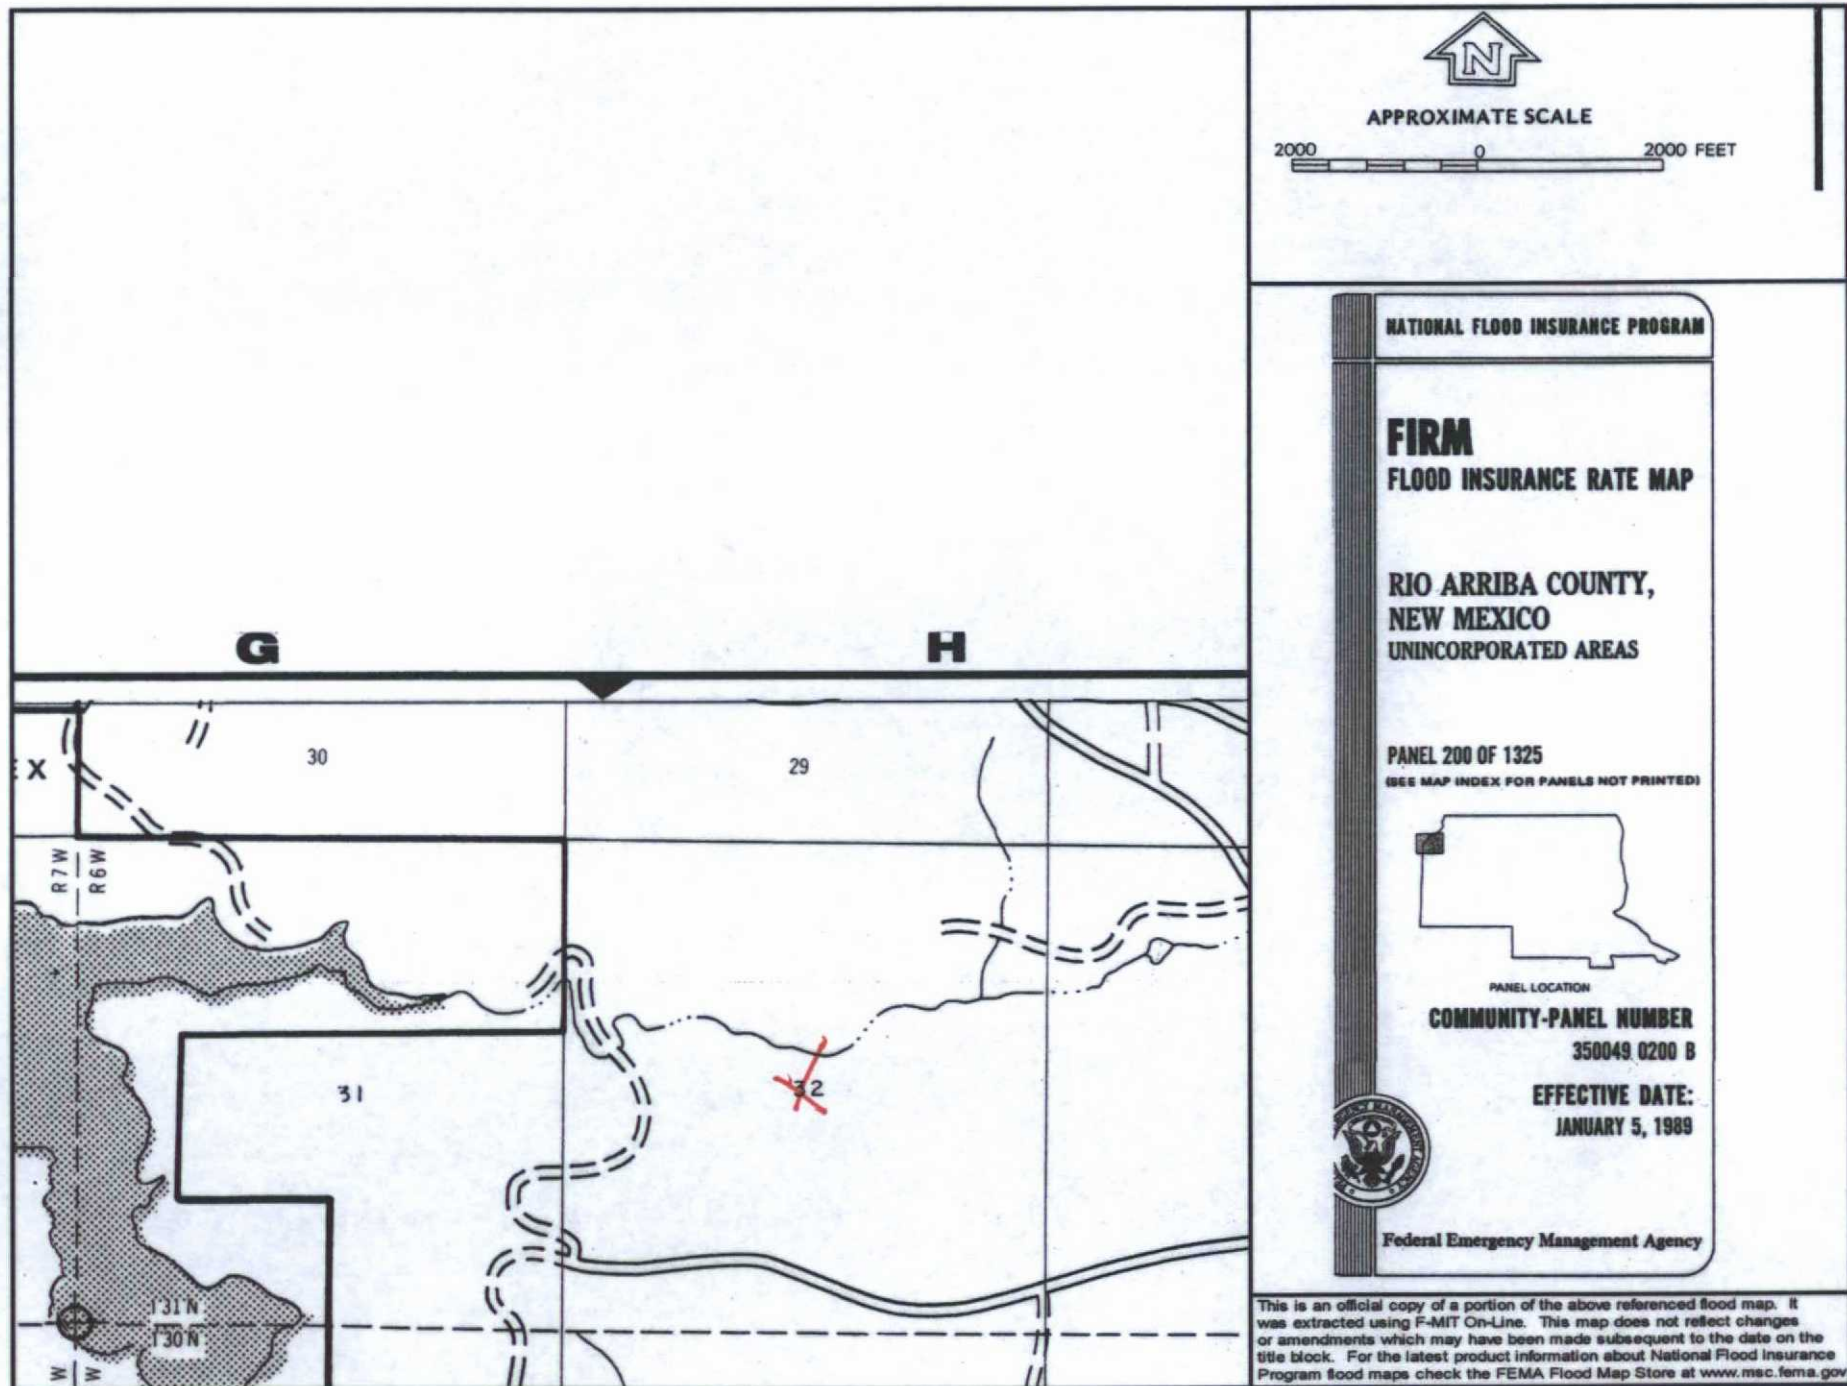 N
APPROXIMATE SCALE
2000 0 2000 FEET
NATIONAL FLOOD INSURANCE PROGRAM
FIRM
FLOOD INSURANCE RATE MAP
RIO ARRIBA COUNTY,
NEW MEXICO
UNINCORPORATED AREAS
PANEL 200 OF 1325
(SEE MAP INDEX FOR PANELS NOT PRINTED)
PANEL LOCATION
COMMUNITY-PANEL NUMBER
350049 0200 B
EFFECTIVE DATE:
JANUARY 5, 1989
Federal Emergency Management Agency
This is an official copy of a portion of the above referenced flood map. It
was extracted using F-MIT On-Line. This map does not reflect changes
or amendments which may have been made subsequent to the date on the
title block. For the latest product information about National Flood Insurance
Program flood maps check the FEMA Flood Map Store at www.msc.fema.gov
G
H
30
29
E X
R7W
R6W
31
32
T31N
T30N
W
W